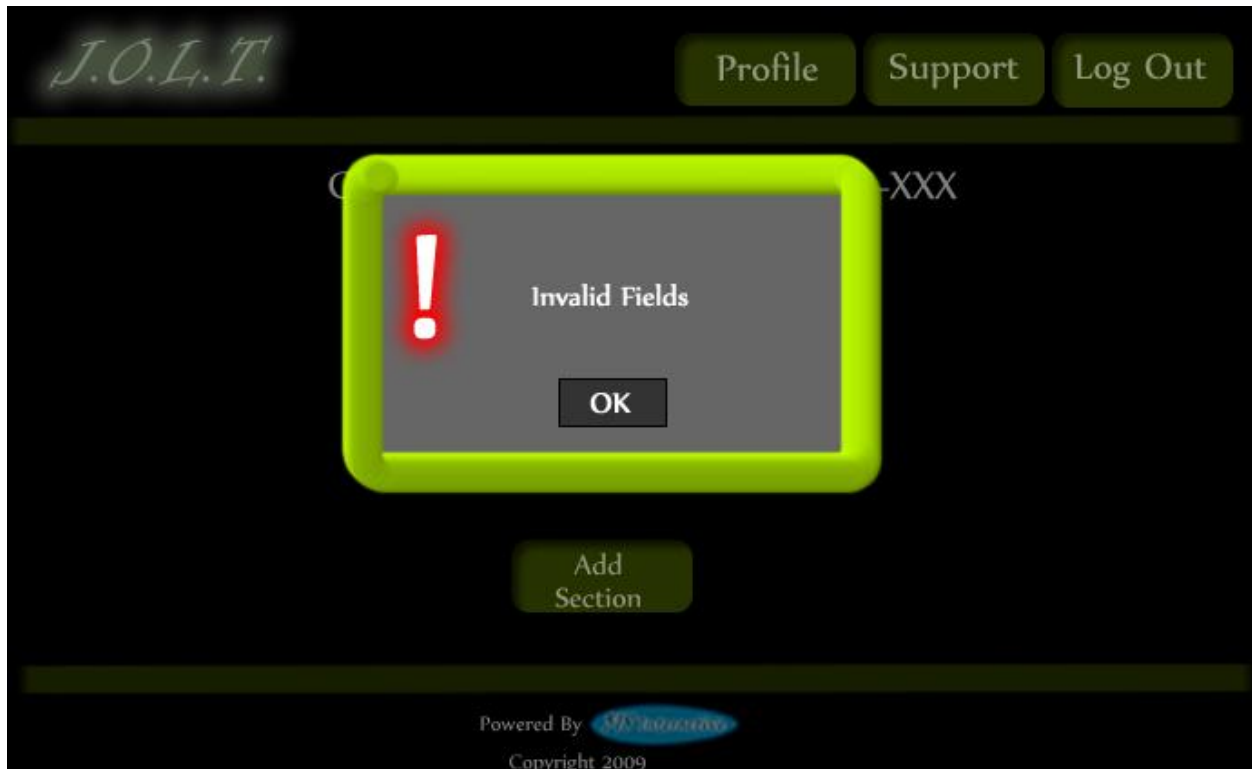 J.O.L.T.
Profile Support Log Out
-XXX
!
Invalid Fields
OK
Add
Section
Powered By
Copyright 2009